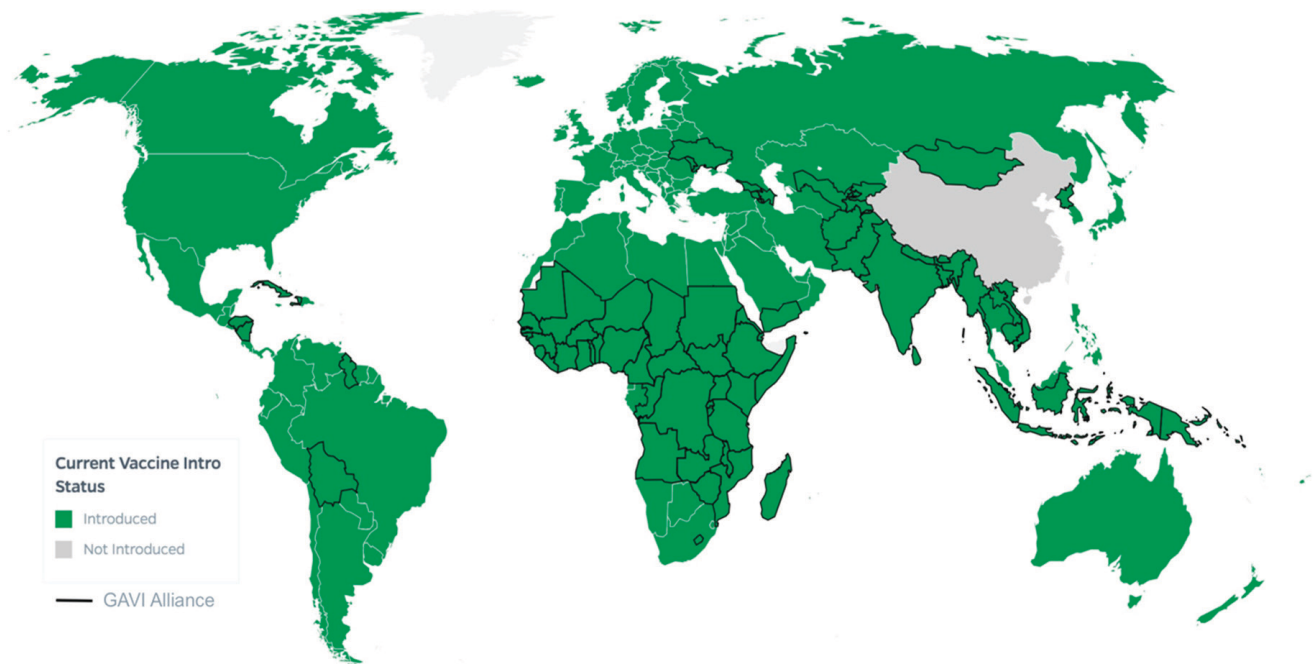 Current Vaccine Intro
Status
Introduced
Not Introduced
GAVI Alliance